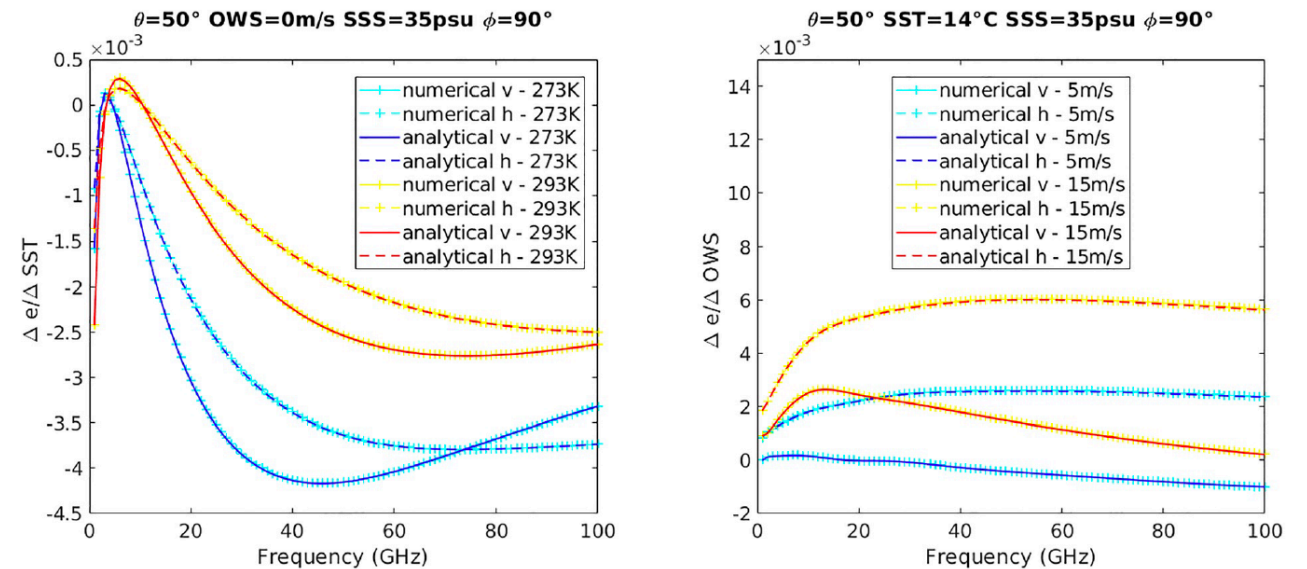 θ=50° OWS=0m/s SSS=35psu ϕ=90°
×10⁻³
0.5
0
-0.5
-1
-1.5
-2
-2.5
-3
-3.5
-4
-4.5
Δ e/Δ SST
numerical v - 273K
numerical h - 273K
analytical v - 273K
analytical h - 273K
numerical v - 293K
numerical h - 293K
analytical v - 293K
analytical h - 293K
0 20 40 60 80 100
Frequency (GHz)
θ=50° SST=14°C SSS=35psu ϕ=90°
×10⁻³
14
12
10
8
6
4
2
0
-2
Δ e/Δ OWS
numerical v - 5m/s
numerical h - 5m/s
analytical v - 5m/s
analytical h - 5m/s
numerical v - 15m/s
numerical h - 15m/s
analytical v - 15m/s
analytical h - 15m/s
0 20 40 60 80 100
Frequency (GHz)